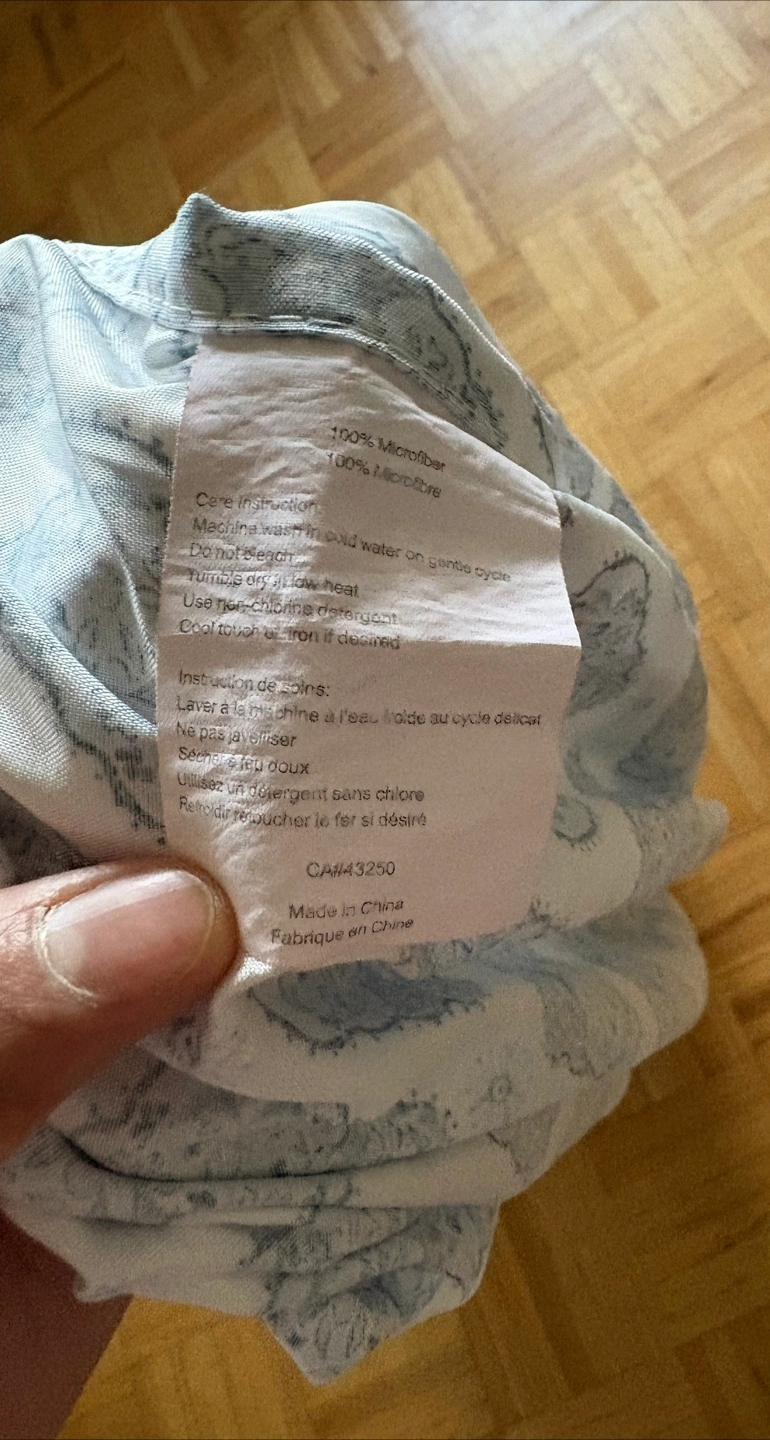 100% Microfiber
100% Microfibre
Care Instruction:
Machine wash in cold water on gentle cycle
Do not bleach
Tumble dry in low heat
Use non-chlorine detergent
Cool touch up iron if desired
Instruction de soins:
Laver à la machine à l'eau froide au cycle délicat
Ne pas javelliser
Sécher à feu doux
Utilisez un détergent sans chlore
Refroidir retoucher le fer si désiré
CA#43250
Made in China
Fabrique en Chine